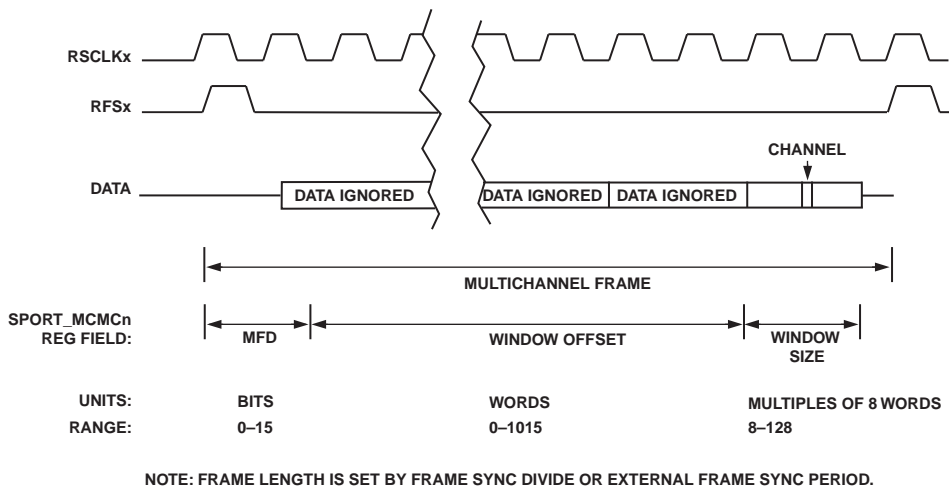 RSCLKx
RFSx
CHANNEL
DATA
DATA IGNORED
DATA IGNORED
DATA IGNORED
MULTICHANNEL FRAME
SPORT_MCMCn
REG FIELD:
MFD
WINDOW OFFSET
WINDOW
SIZE
UNITS:
BITS
WORDS
MULTIPLES OF 8 WORDS
RANGE:
0–15
0–1015
8–128
NOTE: FRAME LENGTH IS SET BY FRAME SYNC DIVIDE OR EXTERNAL FRAME SYNC PERIOD.